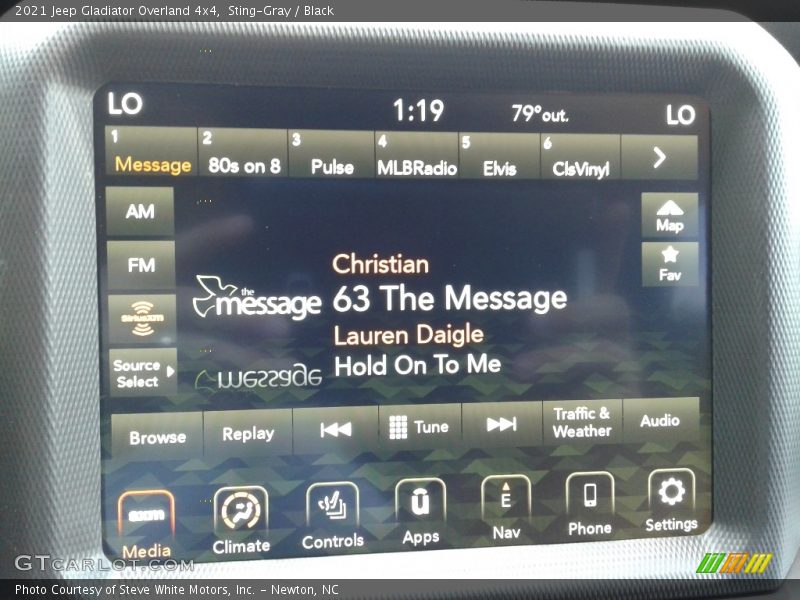 2021 Jeep Gladiator Overland 4x4,  Sting-Gray / Black
LO 1:19 79° out. LO
1 Message 2 80s on 8 3 Pulse 4 MLBRadio 5 Elvis 6 ClsVinyl
AM
Map
FM
Fav
SiriusXM
Source Select
Christian
the message
63 The Message
Lauren Daigle
Hold On To Me
message
Browse Replay Tune Traffic & Weather Audio
sxm E
Media Climate Controls Apps Nav Phone Settings
GTcarlot.com
Photo Courtesy of Steve White Motors, Inc. - Newton, NC